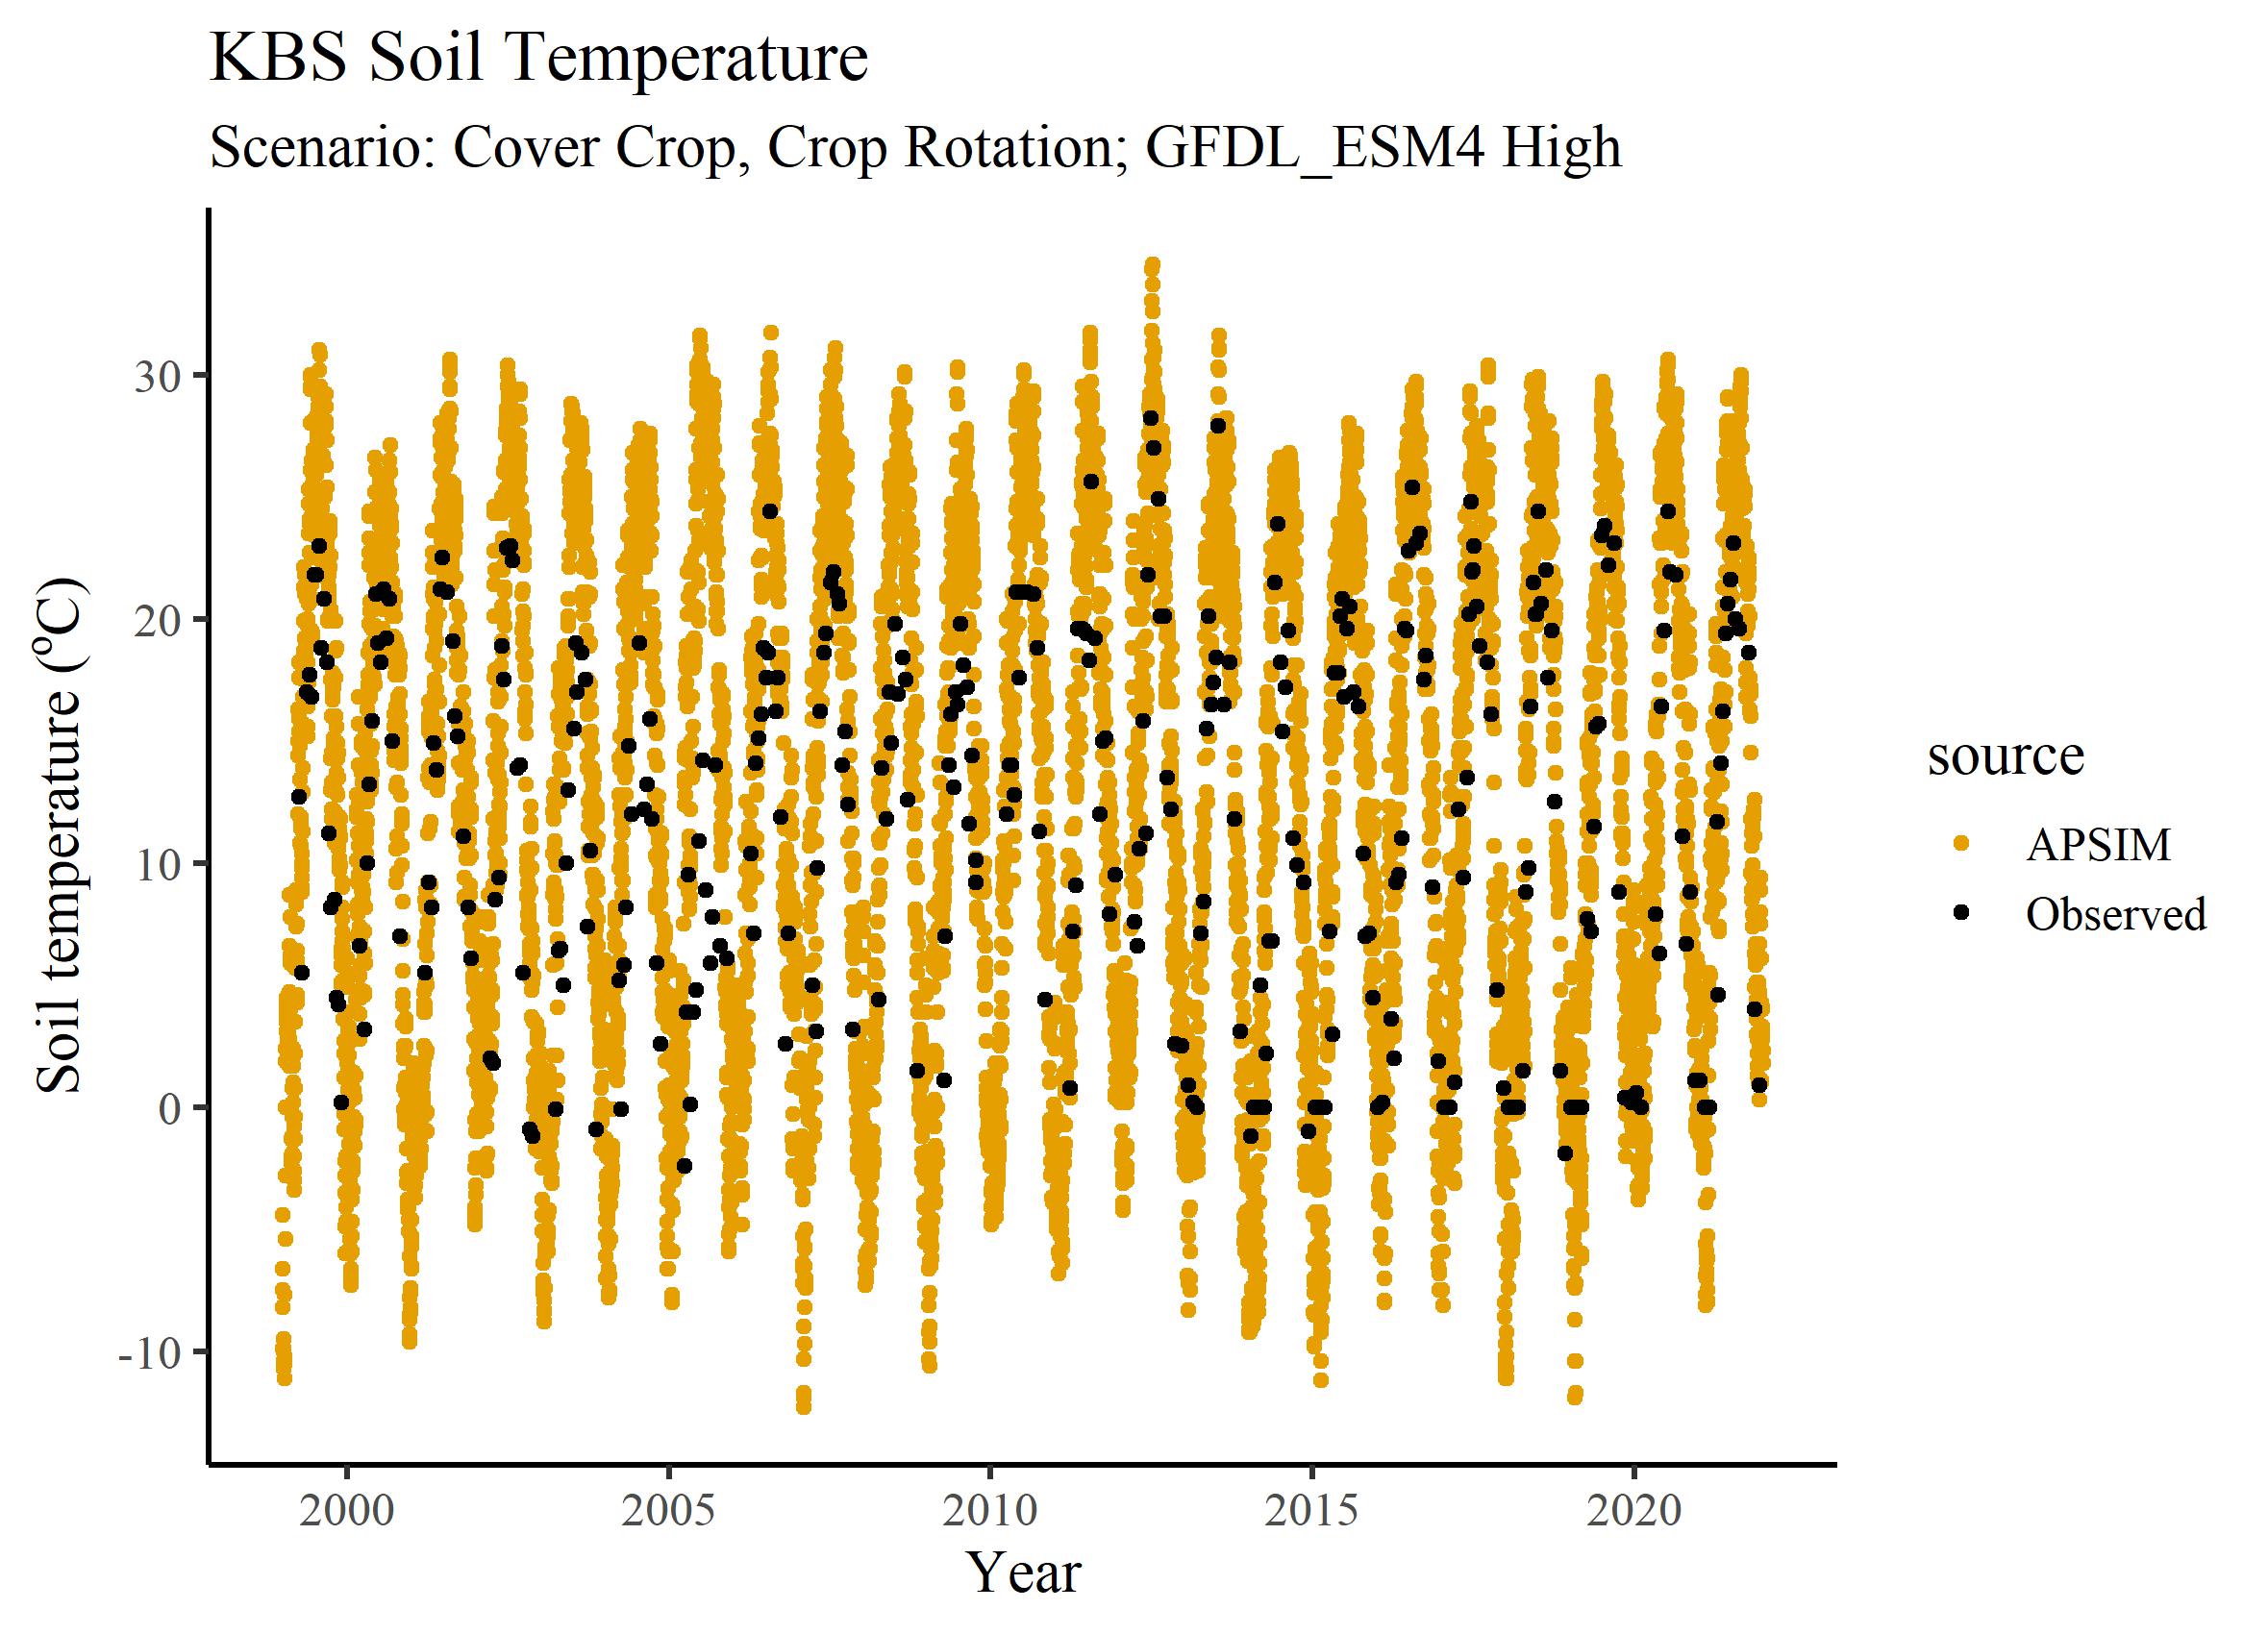 KBS Soil Temperature
Scenario: Cover Crop, Crop Rotation; GFDL_ESM4 High
Soil temperature (°C)
30
20
10
0
-10
2000
2005
2010
2015
2020
Year
source
APSIM
Observed